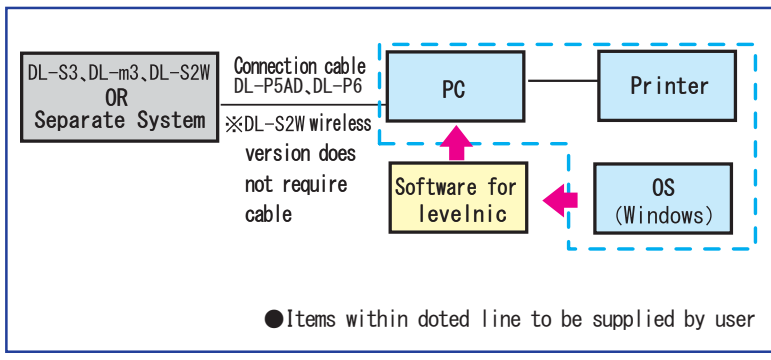 DL-S3、DL-m3、DL-S2W
OR
Separate System
Connection cable
DL-P5AD、DL-P6
※DL-S2W wireless
version does
not require
cable
PC
Printer
Software for
levelnic
OS
(Windows)
●Items within doted line to be supplied by user